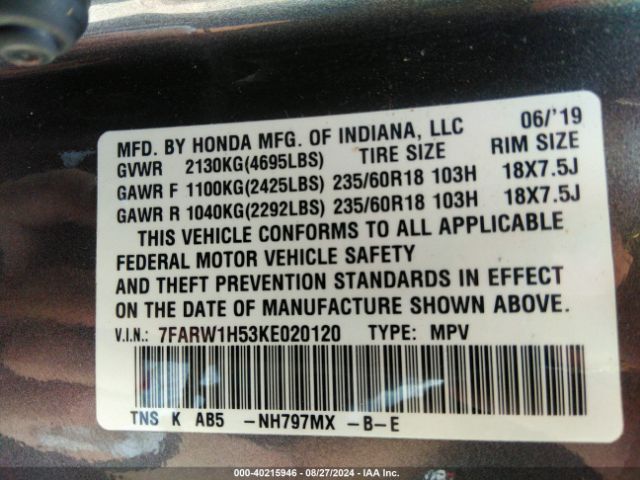 06/'19
MFD. BY HONDA MFG. OF INDIANA, LLC
GVWR 2130KG(4695LBS) TIRE SIZE RIM SIZE
GAWR F 1100KG(2425LBS) 235/60R18 103H 18X7.5J
GAWR R 1040KG(2292LBS) 235/60R18 103H 18X7.5J
THIS VEHICLE CONFORMS TO ALL APPLICABLE
FEDERAL MOTOR VEHICLE SAFETY
AND THEFT PREVENTION STANDARDS IN EFFECT
ON THE DATE OF MANUFACTURE SHOWN ABOVE.
V.I.N.: 7FARW1H53KE020120 TYPE: MPV
TNS K AB5 -NH797MX -B-E
000-40215946 - 08/27/2024 - IAA Inc.